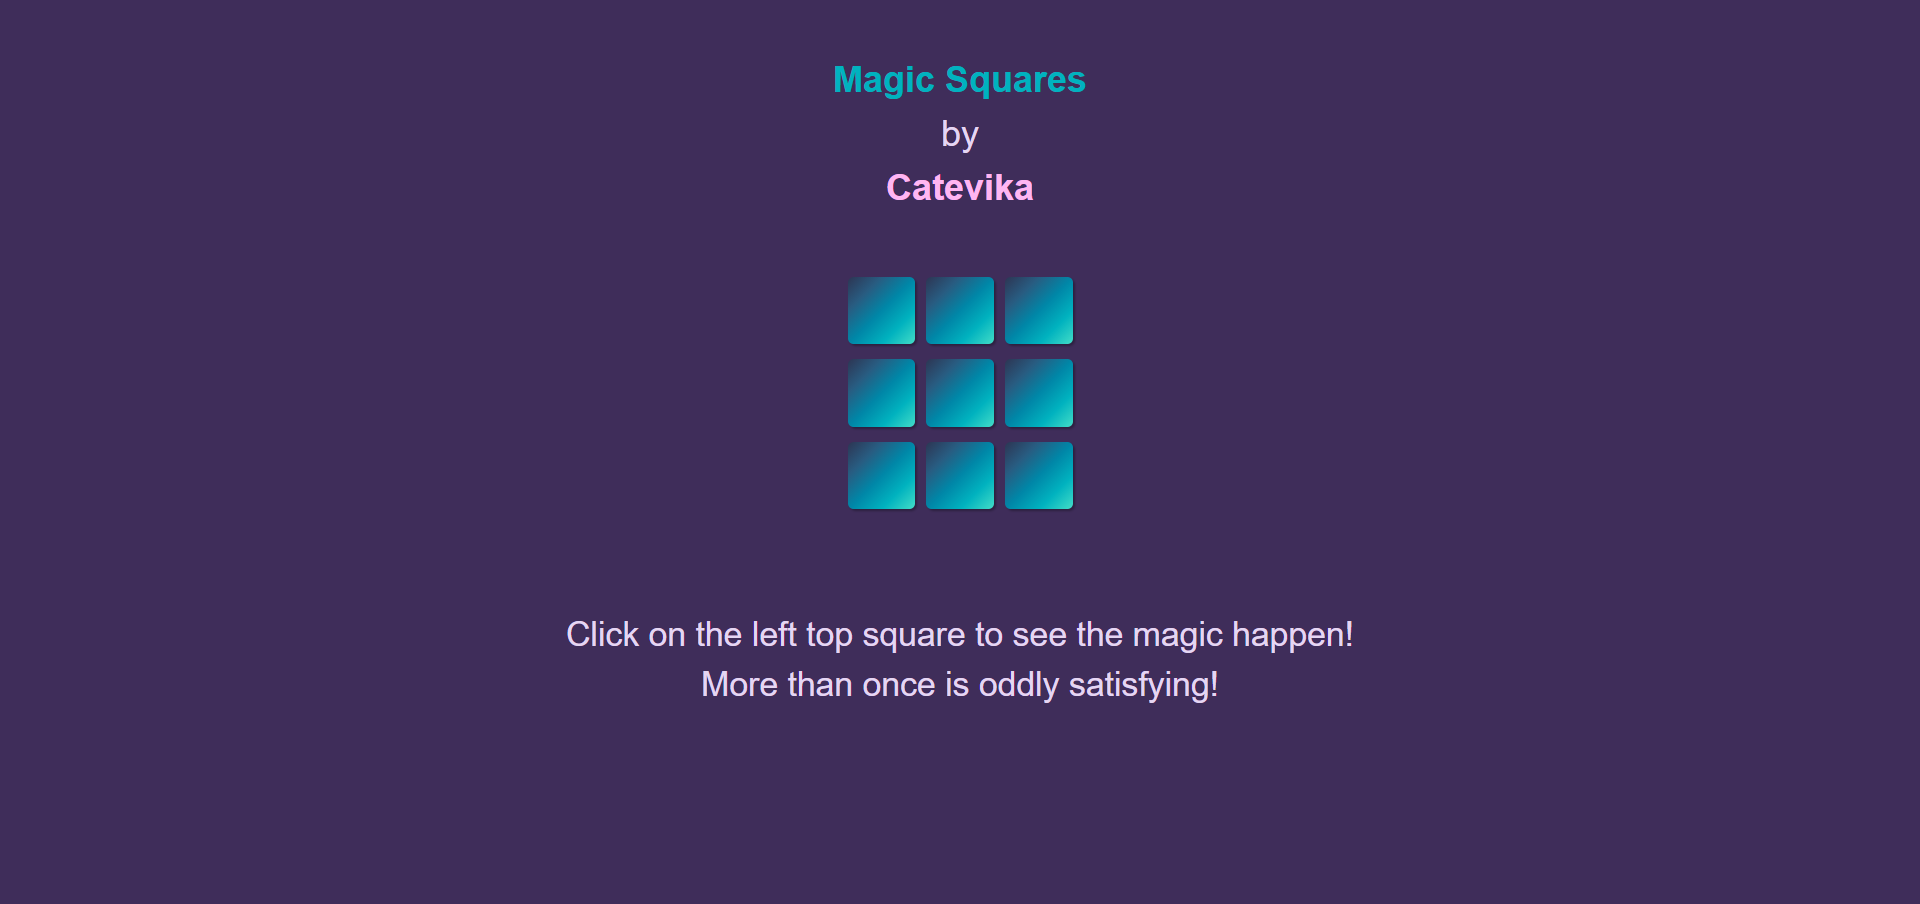 Magic Squares
by
Catevika
Click on the left top square to see the magic happen!
More than once is oddly satisfying!